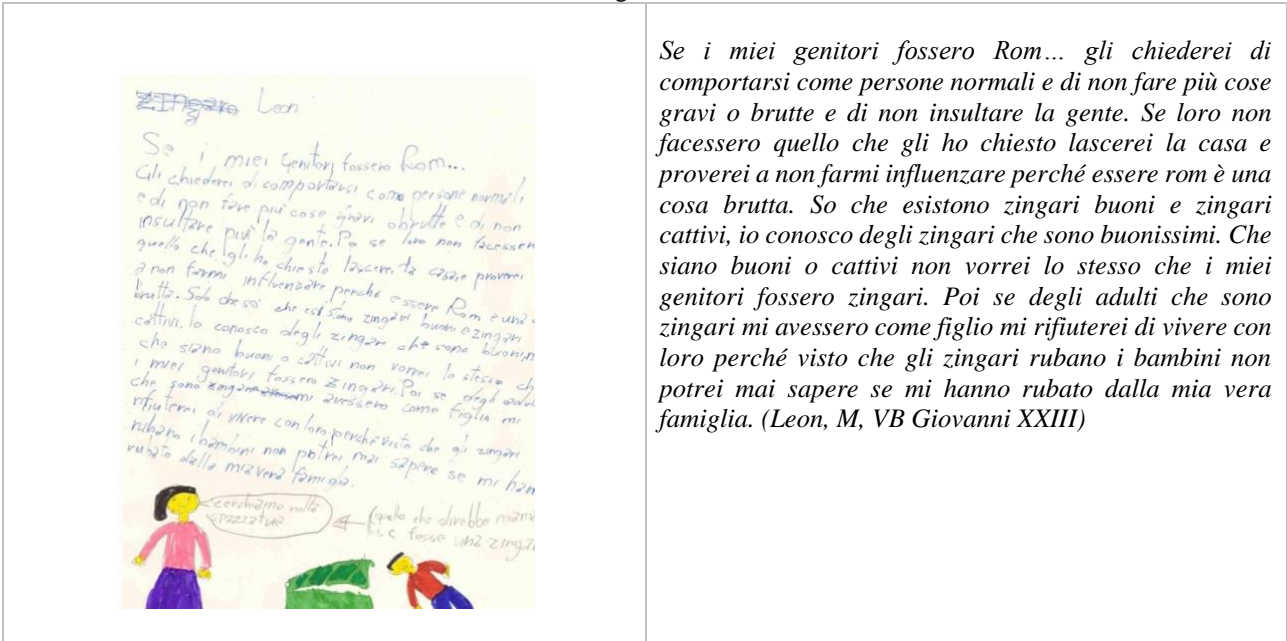 Zingare Leon
Se i miei genitori fossero Rom...
Gli chiederei di comportarsi come persone normali
e di non fare più cose gravi o brutte e di non
insultare più la gente. Po se loro non facesser
quello che gli ho chiesto lascerei la casa e proverei
a non farmi influenzare perché essere Rom è una
brutta. Solo che so che esistono zingari buoni e zingari
cattivi. Io conosco degli zingari che sono buonissimi
che siano buoni o cattivi non vorrei lo stesso ch
i miei genitori fossero zingari. Poi se degli adul
che sono zingari mi avessero come figlio mi
rifiuterei di vivere con loro perché visto che gli zingari
rubano i bambini non potrei mai sapere se mi han
rubato dalla mia vera famiglia.
cerchiamo nella
spazzatura
quello che direbbe mam
se fosse una zingar
Se i miei genitori fossero Rom… gli chiederei di
comportarsi come persone normali e di non fare più cose
gravi o brutte e di non insultare la gente. Se loro non
facessero quello che gli ho chiesto lascerei la casa e
proverei a non farmi influenzare perché essere rom è una
cosa brutta. So che esistono zingari buoni e zingari
cattivi, io conosco degli zingari che sono buonissimi. Che
siano buoni o cattivi non vorrei lo stesso che i miei
genitori fossero zingari. Poi se degli adulti che sono
zingari mi avessero come figlio mi rifiuterei di vivere con
loro perché visto che gli zingari rubano i bambini non
potrei mai sapere se mi hanno rubato dalla mia vera
famiglia. (Leon, M, VB Giovanni XXIII)